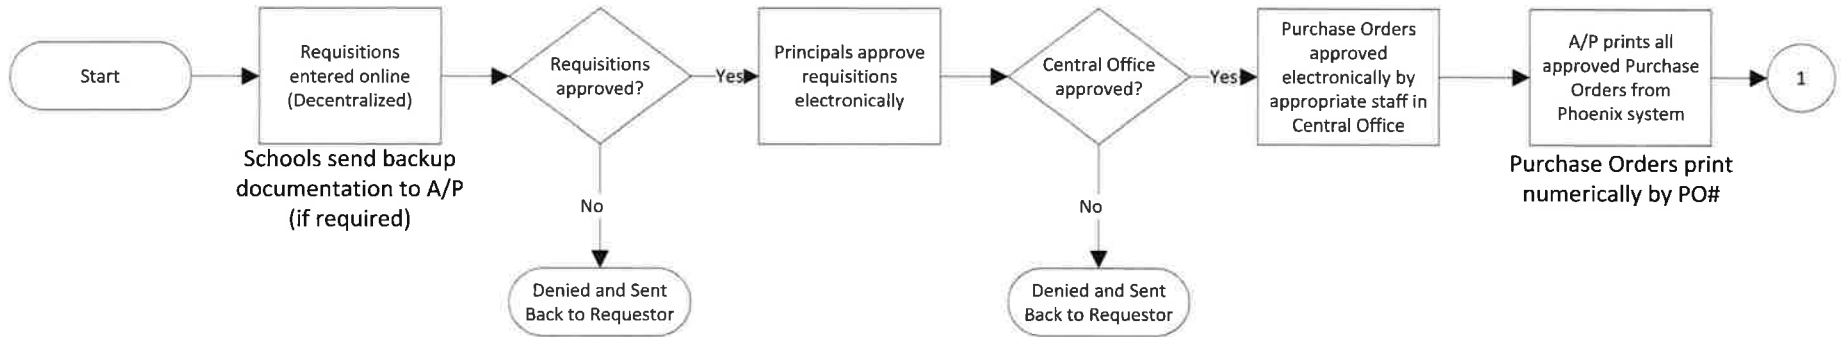 Start
Requisitions
entered online
(Decentralized)
Schools send backup
documentation to A/P
(if required)
Requisitions
approved?
Yes
No
Denied and Sent
Back to Requestor
Principals approve
requisitions
electronically
Central Office
approved?
Yes
No
Denied and Sent
Back to Requestor
Purchase Orders
approved
electronically by
appropriate staff in
Central Office
A/P prints all
approved Purchase
Orders from
Phoenix system
Purchase Orders print
numerically by PO#
1